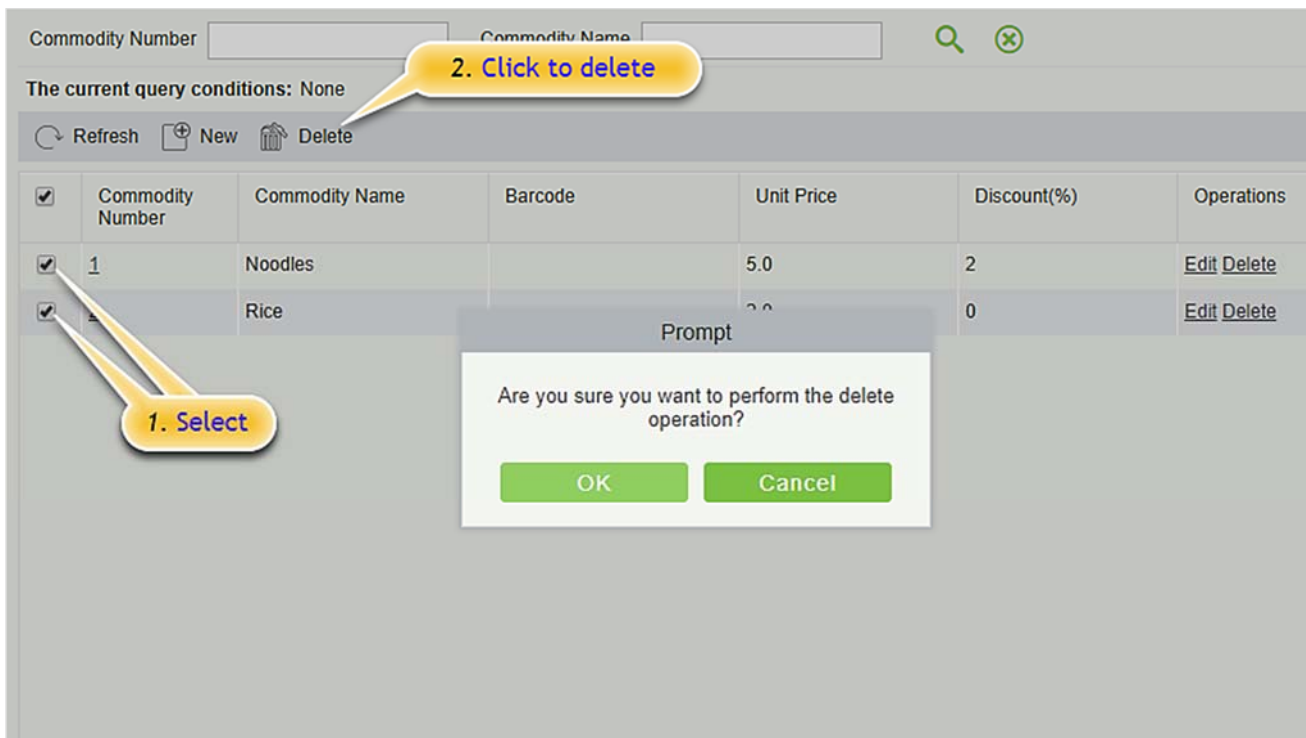 Commodity Number Commodity Name
2. Click to delete
The current query conditions: None
Refresh New Delete
Commodity Number Commodity Name Barcode Unit Price Discount(%) Operations
1 Noodles 5.0 2 Edit Delete
Rice 0 Edit Delete
Prompt
Are you sure you want to perform the delete
operation?
1. Select
OK Cancel